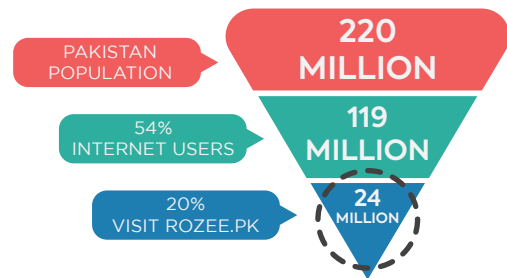 PAKISTAN
POPULATION
220
MILLION
54%
INTERNET USERS
119
MILLION
20%
VISIT ROZEE.PK
24
MILLION